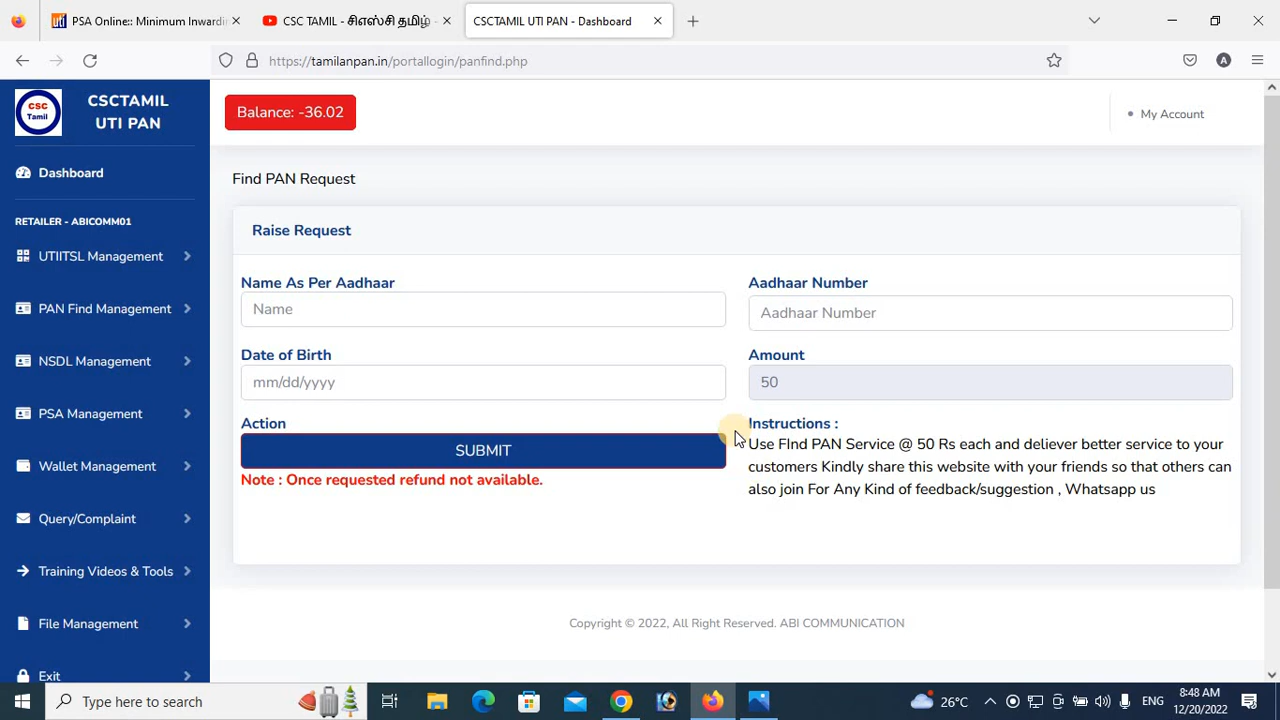 PSA Online:: Minimum Inwardin
CSC TAMIL - சிஎஸ்சி தமிழ் -
CSCTAMIL UTI PAN - Dashboard
https://tamilanpan.in/portallogin/panfind.php
CSC Tamil
CSCTAMIL
UTI PAN
Balance: -36.02
My Account
Dashboard
Find PAN Request
RETAILER - ABICOMM01
Raise Request
UTIITSL Management
PAN Find Management
NSDL Management
PSA Management
Wallet Management
Query/Complaint
Training Videos & Tools
File Management
Exit
Name As Per Aadhaar
Name
Aadhaar Number
Aadhaar Number
Date of Birth
mm/dd/yyyy
Amount
50
Action
SUBMIT
Note : Once requested refund not available.
Instructions :
Use FInd PAN Service @ 50 Rs each and deliever better service to your
customers Kindly share this website with your friends so that others can
also join For Any Kind of feedback/suggestion , Whatsapp us
Copyright © 2022, All Right Reserved. ABI COMMUNICATION
Type here to search
26°C
ENG
8:48 AM
12/20/2022